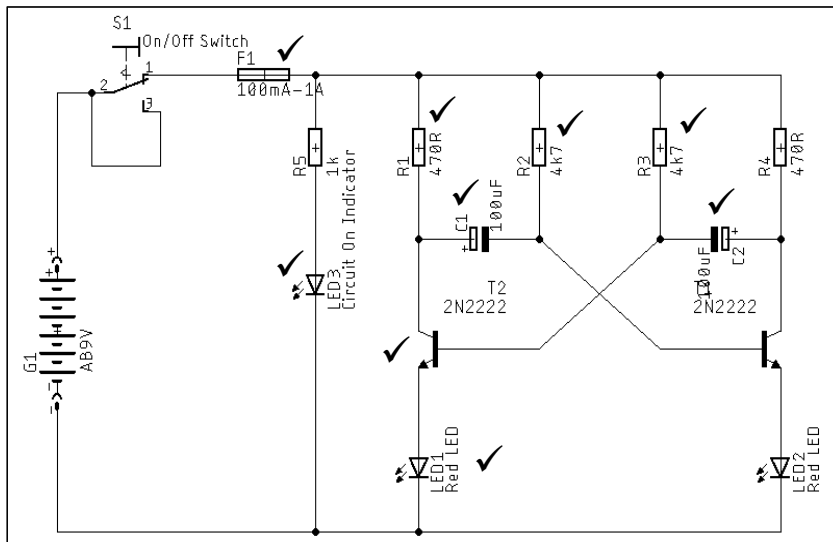 S1
On/Off Switch
F1
1
2
3
100mA-1A
R5
1k
Circuit On Indicator
R1
470R
R2
4k7
R3
4k7
R4
470R
C1
100uF
+
100uF
C2
+
LED3
T2
2N2222
2N2222
+
+
G1
AB9V
-
-
LED1
Red LED
LED2
Red LED